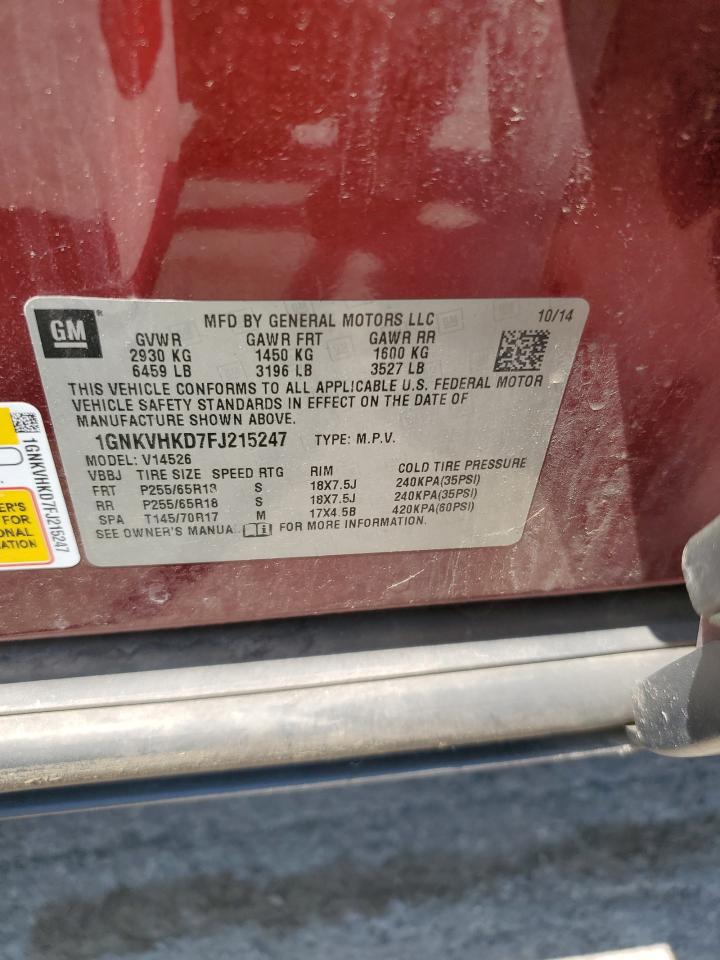 GM ®
MFD BY GENERAL MOTORS LLC 10/14
GVWR GAWR FRT GAWR RR
2930 KG 1450 KG 1600 KG
6459 LB 3196 LB 3527 LB
THIS VEHICLE CONFORMS TO ALL APPLICABLE U.S. FEDERAL MOTOR
VEHICLE SAFETY STANDARDS IN EFFECT ON THE DATE OF
MANUFACTURE SHOWN ABOVE.
1GNKVHKD7FJ215247 TYPE: M.P.V.
MODEL: V14526
VBBJ TIRE SIZE SPEED RTG RIM COLD TIRE PRESSURE
FRT P255/65R18 S 18X7.5J 240KPA(35PSI)
RR P255/65R18 S 18X7.5J 240KPA(35PSI)
SPA T145/70R17 M 17X4.5B 420KPA(60PSI)
SEE OWNER'S MANUAL i FOR MORE INFORMATION.
1GNKVHKD7FJ215247
ER'S
FOR
ONAL
ATION